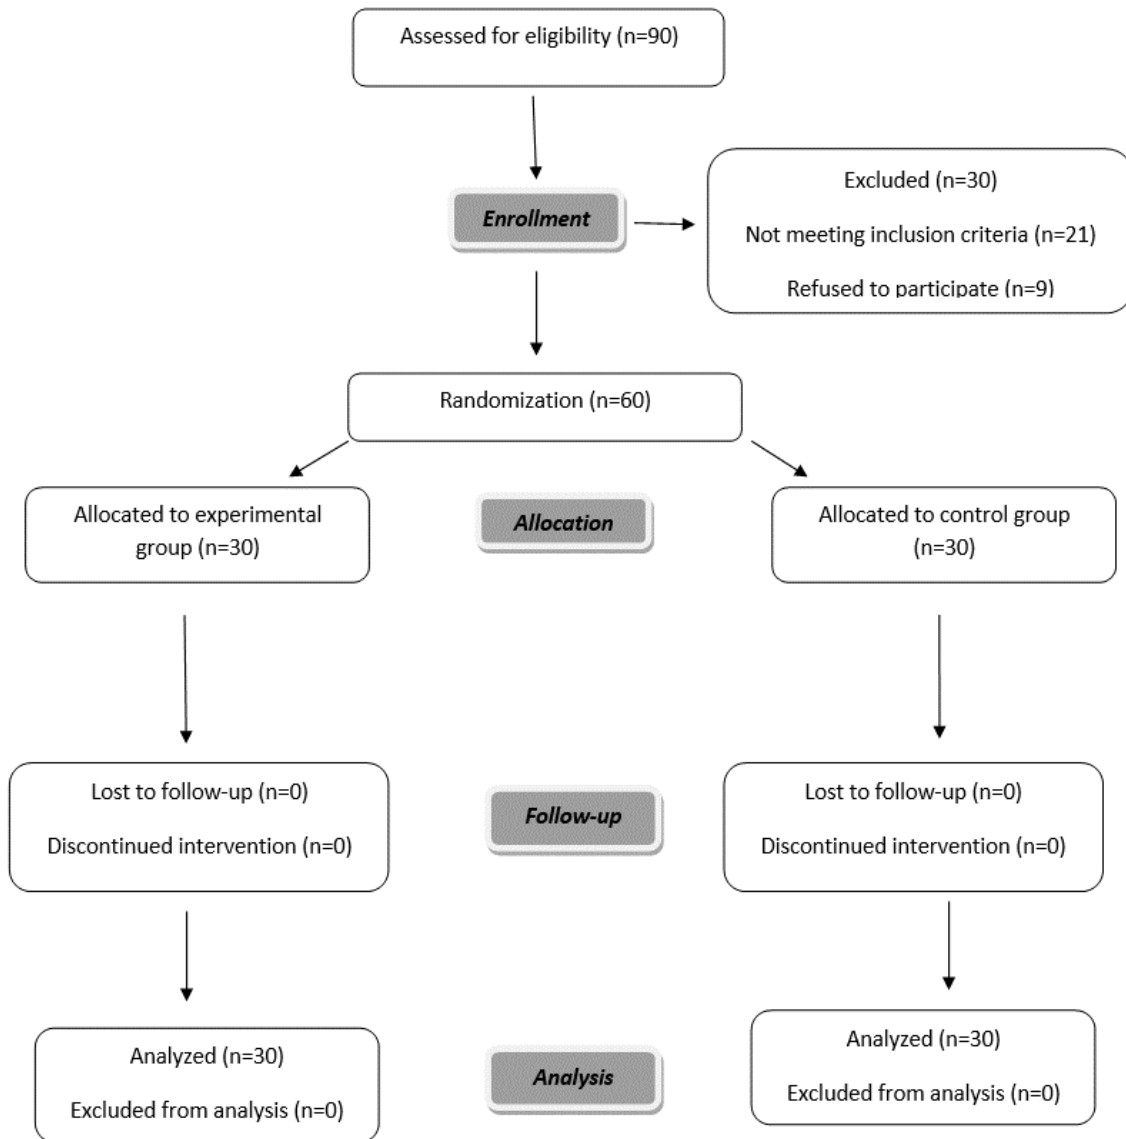 Assessed for eligibility (n=90)
Enrollment
Excluded (n=30)
Not meeting inclusion criteria (n=21)
Refused to participate (n=9)
Randomization (n=60)
Allocated to experimental
group (n=30)
Allocation
Allocated to control group
(n=30)
Lost to follow-up (n=0)
Discontinued intervention (n=0)
Follow-up
Lost to follow-up (n=0)
Discontinued intervention (n=0)
Analyzed (n=30)
Excluded from analysis (n=0)
Analysis
Analyzed (n=30)
Excluded from analysis (n=0)